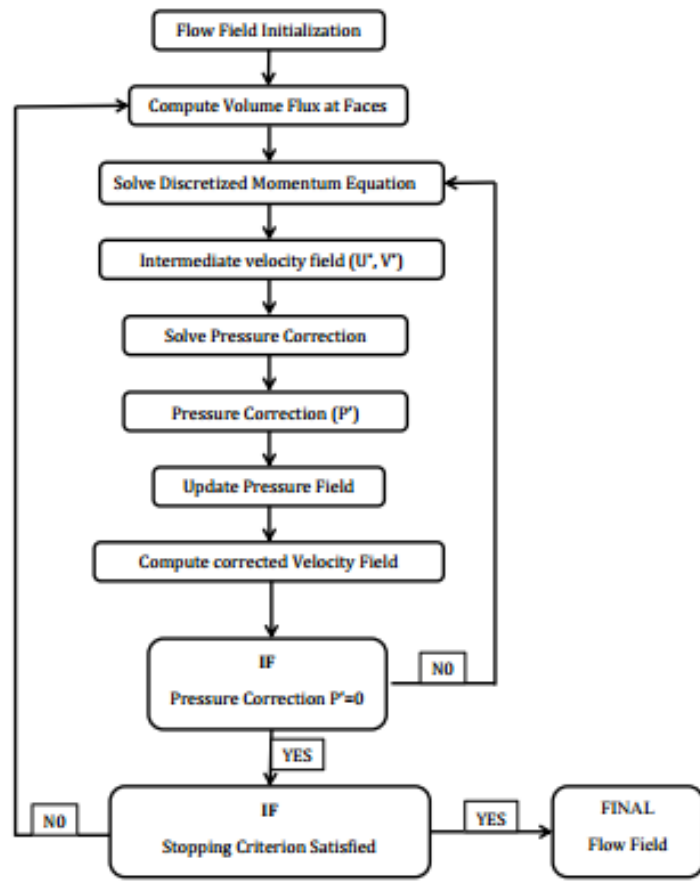 Flow Field Initialization
Compute Volume Flux at Faces
Solve Discretized Momentum Equation
Intermediate velocity field (U*, V*)
Solve Pressure Correction
Pressure Correction (P')
Update Pressure Field
Compute corrected Velocity Field
IF
Pressure Correction P'=0
N0
YES
IF
Stopping Criterion Satisfied
N0
YES
FINAL
Flow Field